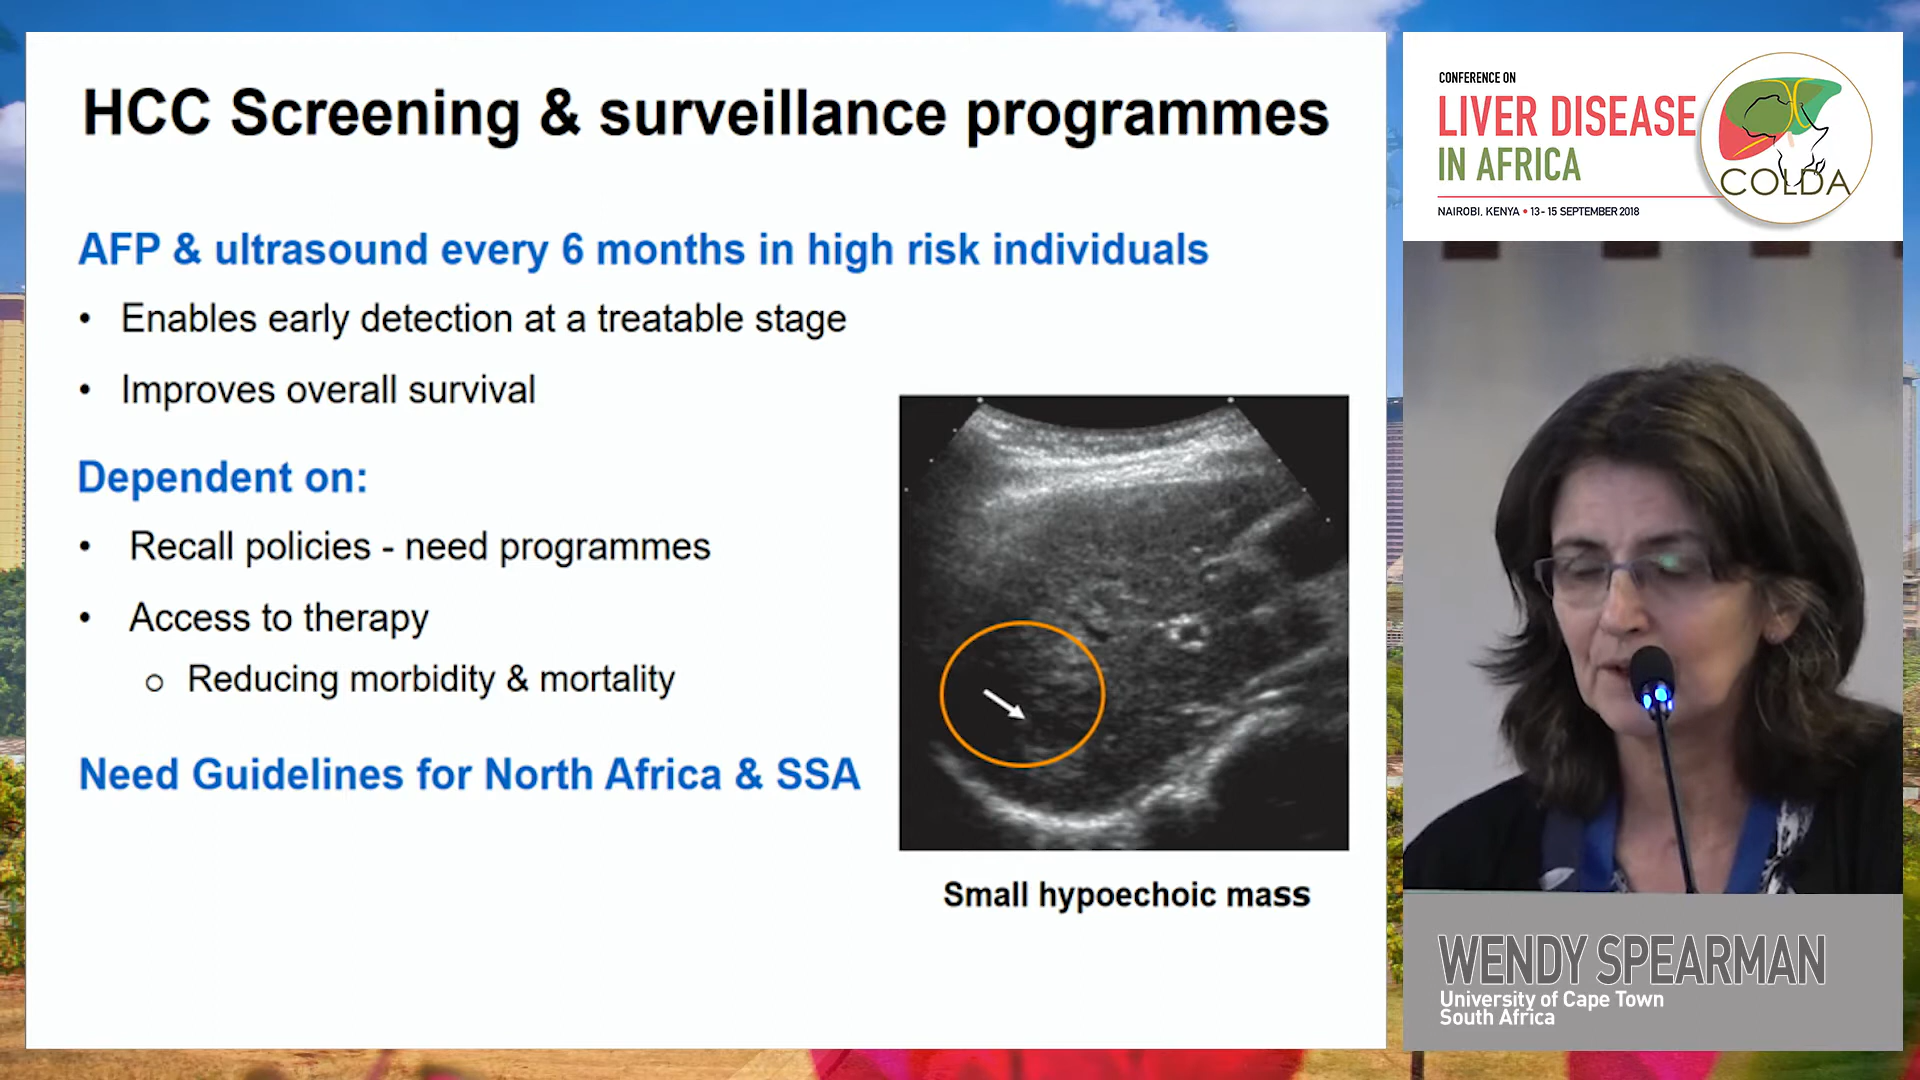 HCC Screening & surveillance programmes
AFP & ultrasound every 6 months in high risk individuals
• Enables early detection at a treatable stage
• Improves overall survival
Dependent on:
• Recall policies - need programmes
• Access to therapy
o Reducing morbidity & mortality
Need Guidelines for North Africa & SSA
Small hypoechoic mass
CONFERENCE ON
LIVER DISEASE
IN AFRICA
COLDA
NAIROBI, KENYA • 13 - 15 SEPTEMBER 2018
WENDY SPEARMAN
University of Cape Town
South Africa